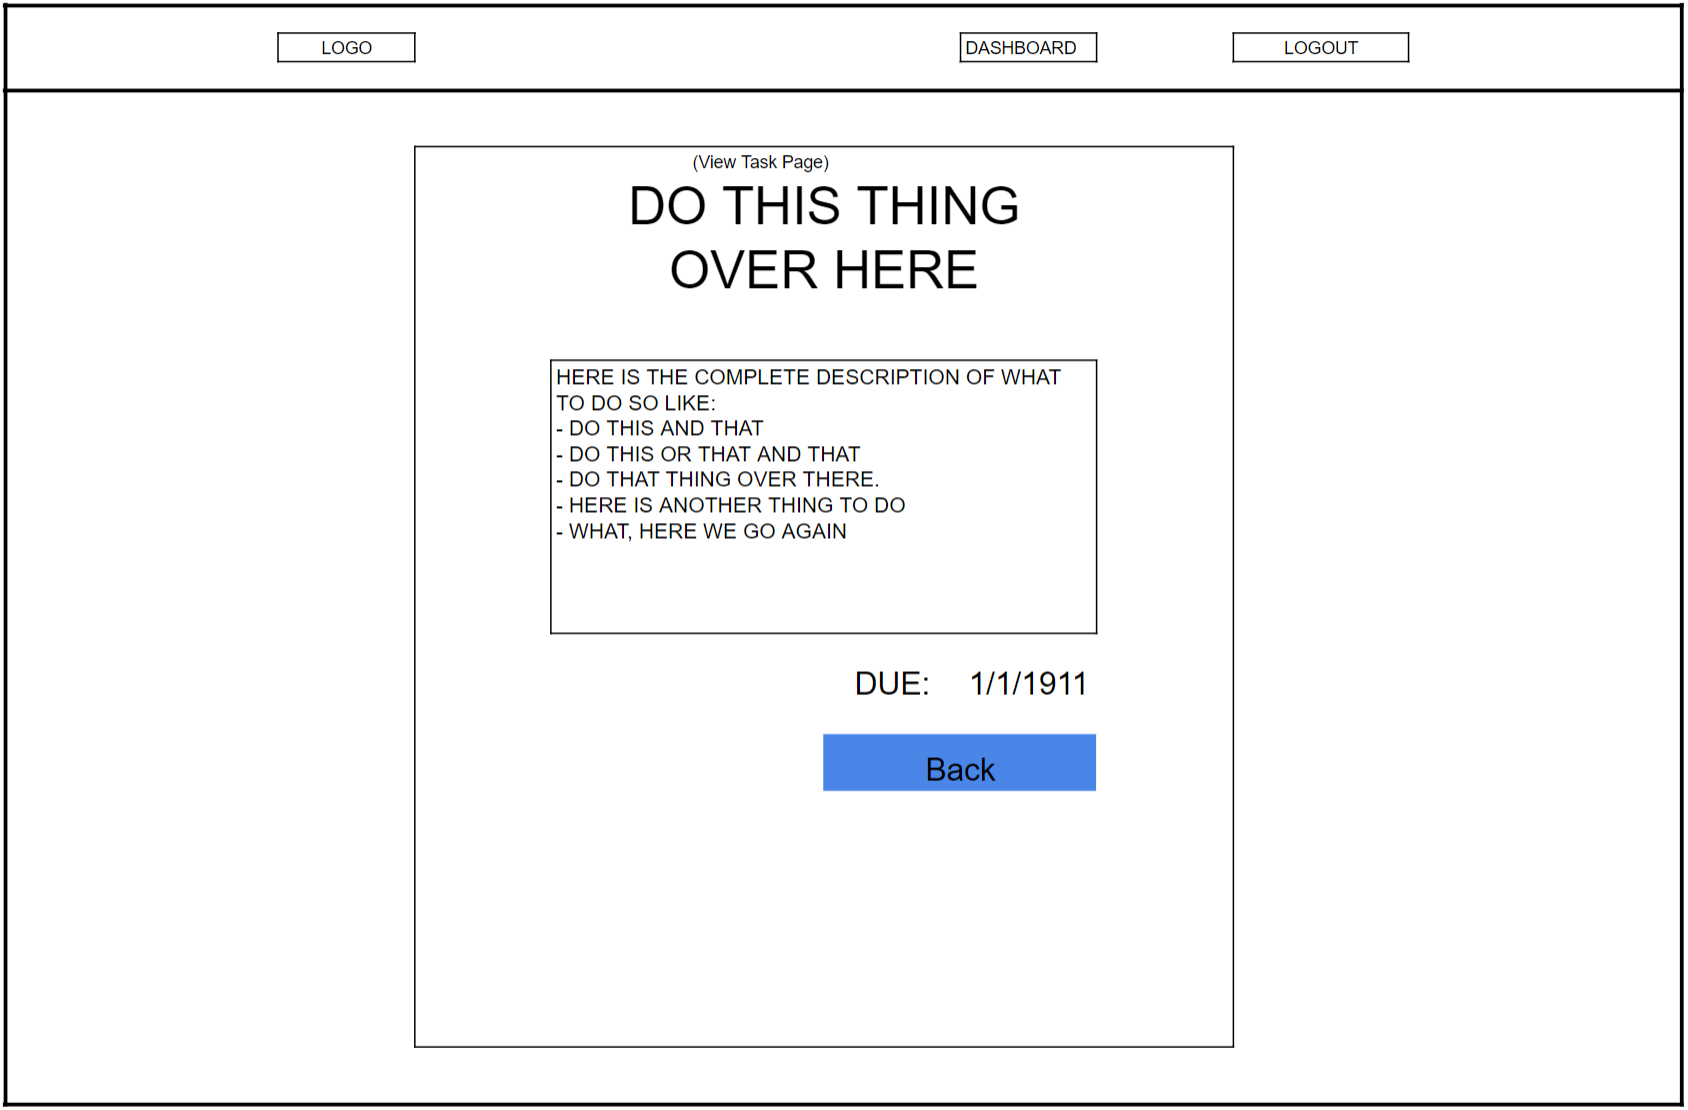 LOGO
DASHBOARD
LOGOUT
(View Task Page)
DO THIS THING
OVER HERE
HERE IS THE COMPLETE DESCRIPTION OF WHAT
TO DO SO LIKE:
- DO THIS AND THAT
- DO THIS OR THAT AND THAT
- DO THAT THING OVER THERE.
- HERE IS ANOTHER THING TO DO
- WHAT, HERE WE GO AGAIN
DUE: 1/1/1911
Back